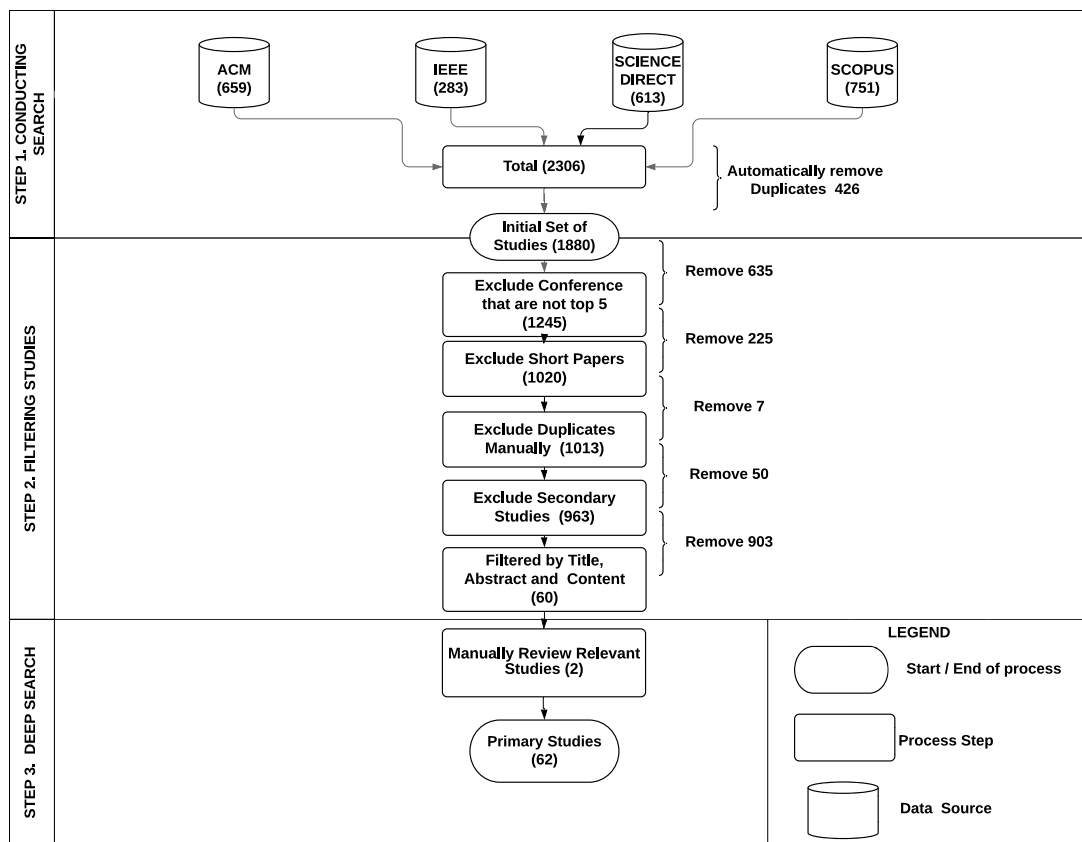 STEP 1. CONDUCTING
SEARCH
ACM
(659)
IEEE
(283)
SCIENCE
DIRECT
(613)
SCOPUS
(751)
Total (2306)
Automatically remove
Duplicates 426
Initial Set of
Studies (1880)
STEP 2. FILTERING STUDIES
Remove 635
Exclude Conference
that are not top 5
(1245)
Remove 225
Exclude Short Papers
(1020)
Remove 7
Exclude Duplicates
Manually (1013)
Remove 50
Exclude Secondary
Studies (963)
Remove 903
Filtered by Title,
Abstract and Content
(60)
STEP 3. DEEP SEARCH
Manually Review Relevant
Studies (2)
Primary Studies
(62)
LEGEND
Start / End of process
Process Step
Data Source